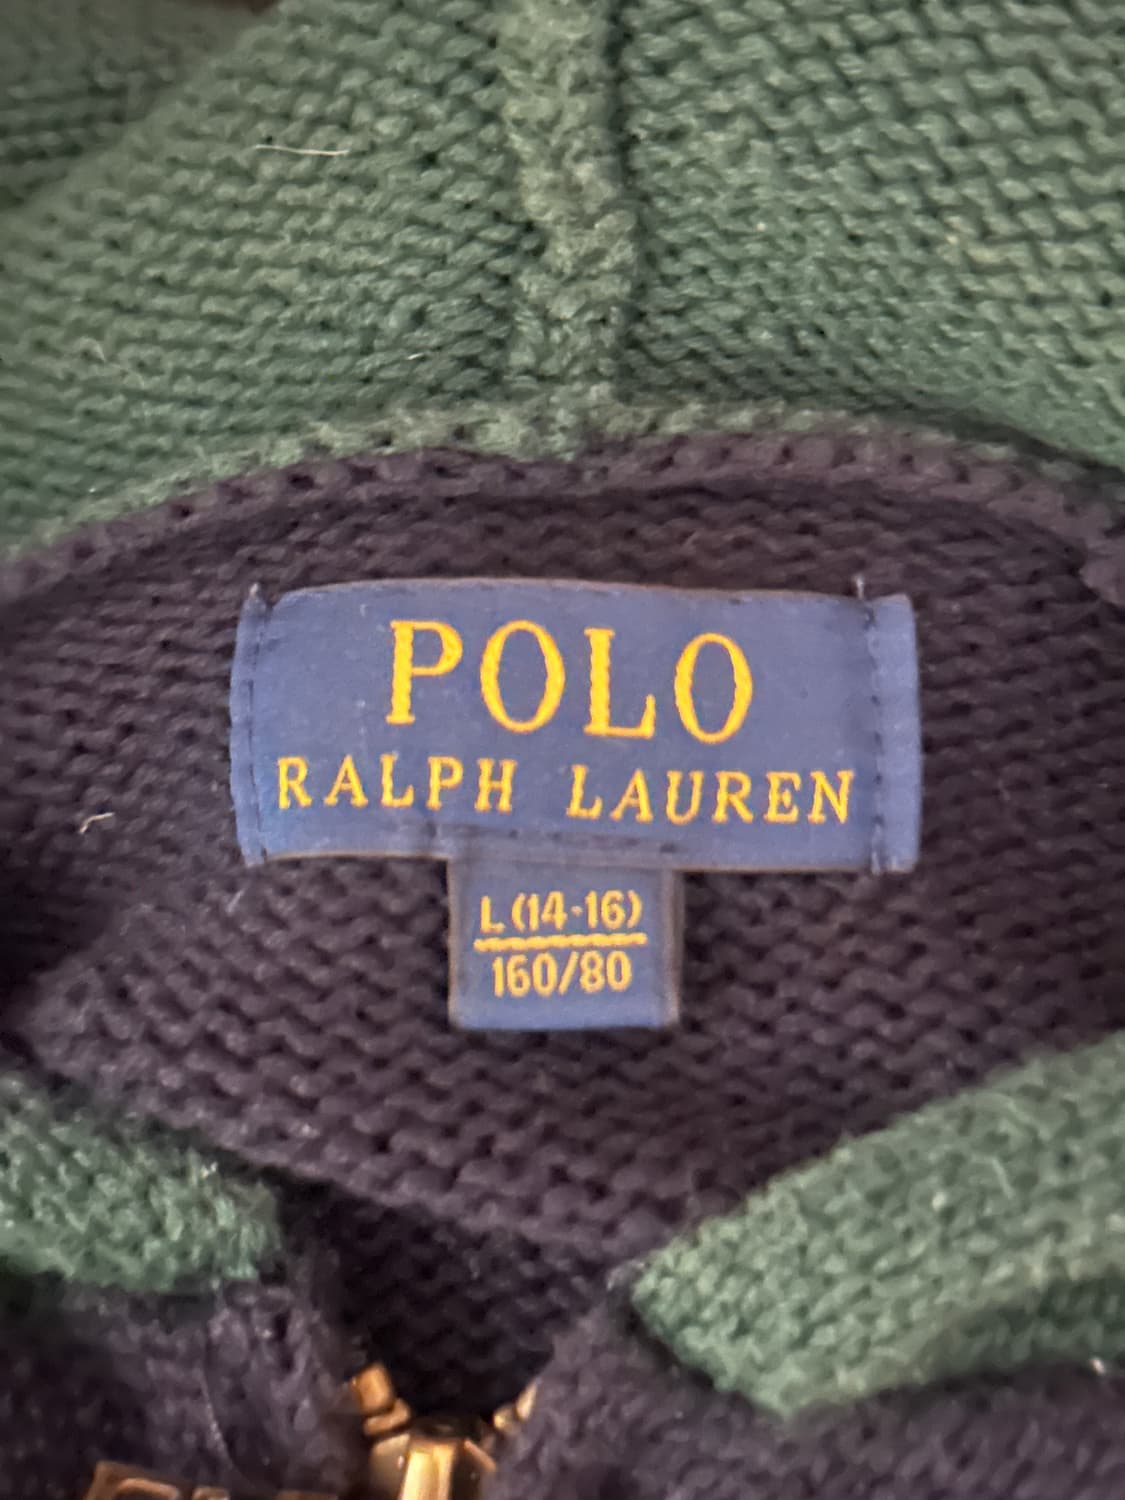 POLO
RALPH LAUREN
L (14-16)
160/80